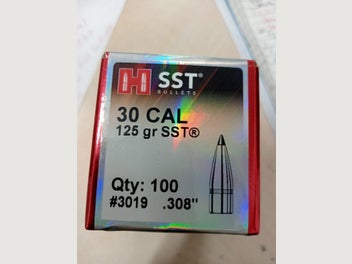 H SST®
BULLETS
30 CAL
125 gr SST®
Qty: 100
#3019 .308"